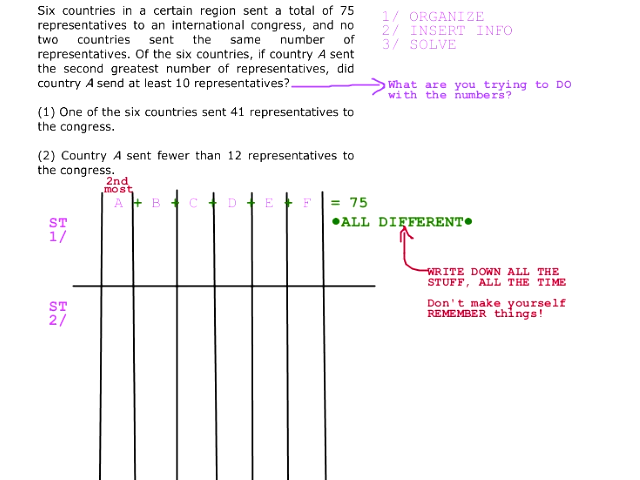 Six countries in a certain region sent a total of 75
representatives to an international congress, and no
two countries sent the same number of
representatives. Of the six countries, if country A sent
the second greatest number of representatives, did
country A send at least 10 representatives?
1/ ORGANIZE
2/ INSERT INFO
3/ SOLVE
What are you trying to DO
with the numbers?
(1) One of the six countries sent 41 representatives to
the congress.
(2) Country A sent fewer than 12 representatives to
the congress.
2nd
most
A + B + C + D + E + F = 75
●ALL DIFFERENT●
ST
1/
WRITE DOWN ALL THE
STUFF, ALL THE TIME
Don't make yourself
REMEMBER things!
ST
2/